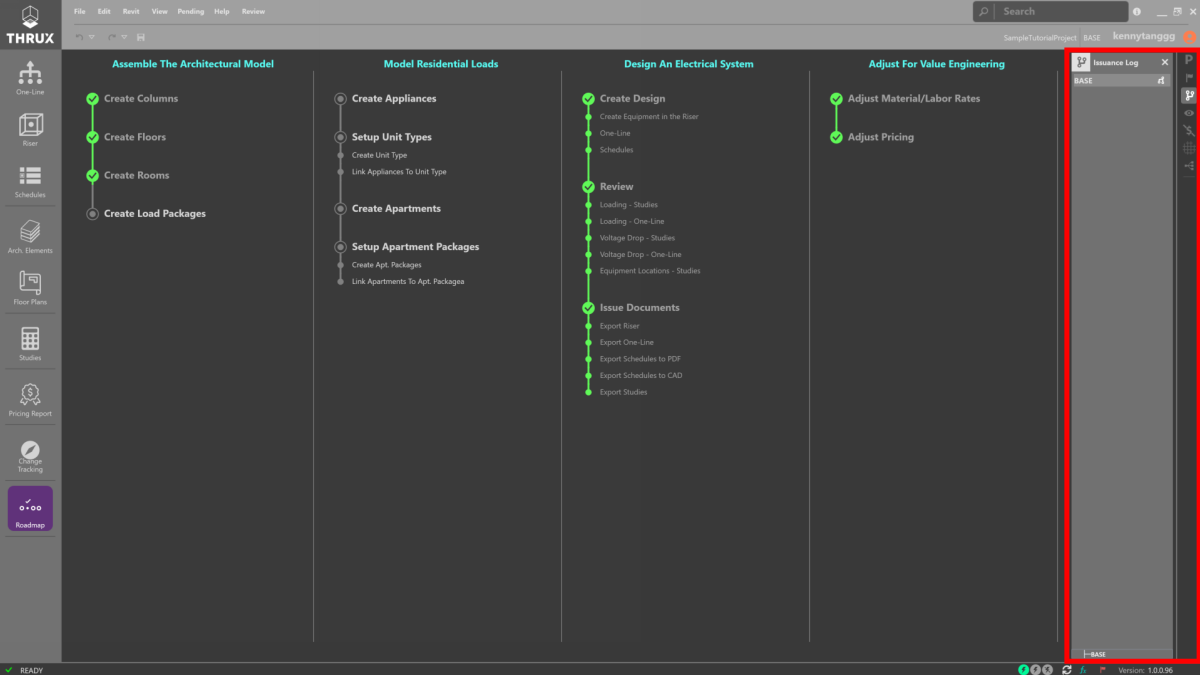 THRUX
File Edit Revit View Pending Help Review
Search
SampleTutorialProject BASE kennytanggg
One-Line
Riser
Schedules
Arch. Elements
Floor Plans
Studies
Pricing Report
Change
Tracking
Roadmap
Assemble The Architectural Model
Create Columns
Create Floors
Create Rooms
Create Load Packages
Model Residential Loads
Create Appliances
Setup Unit Types
Create Unit Type
Link Appliances To Unit Type
Create Apartments
Setup Apartment Packages
Create Apt. Packages
Link Apartments To Apt. Packagea
Design An Electrical System
Create Design
Create Equipment in the Riser
One-Line
Schedules
Review
Loading - Studies
Loading - One-Line
Voltage Drop - Studies
Voltage Drop - One-Line
Equipment Locations - Studies
Issue Documents
Export Riser
Export One-Line
Export Schedules to PDF
Export Schedules to CAD
Export Studies
Adjust For Value Engineering
Adjust Material/Labor Rates
Adjust Pricing
Issuance Log
BASE
P
BASE
READY
Version: 1.0.0.96